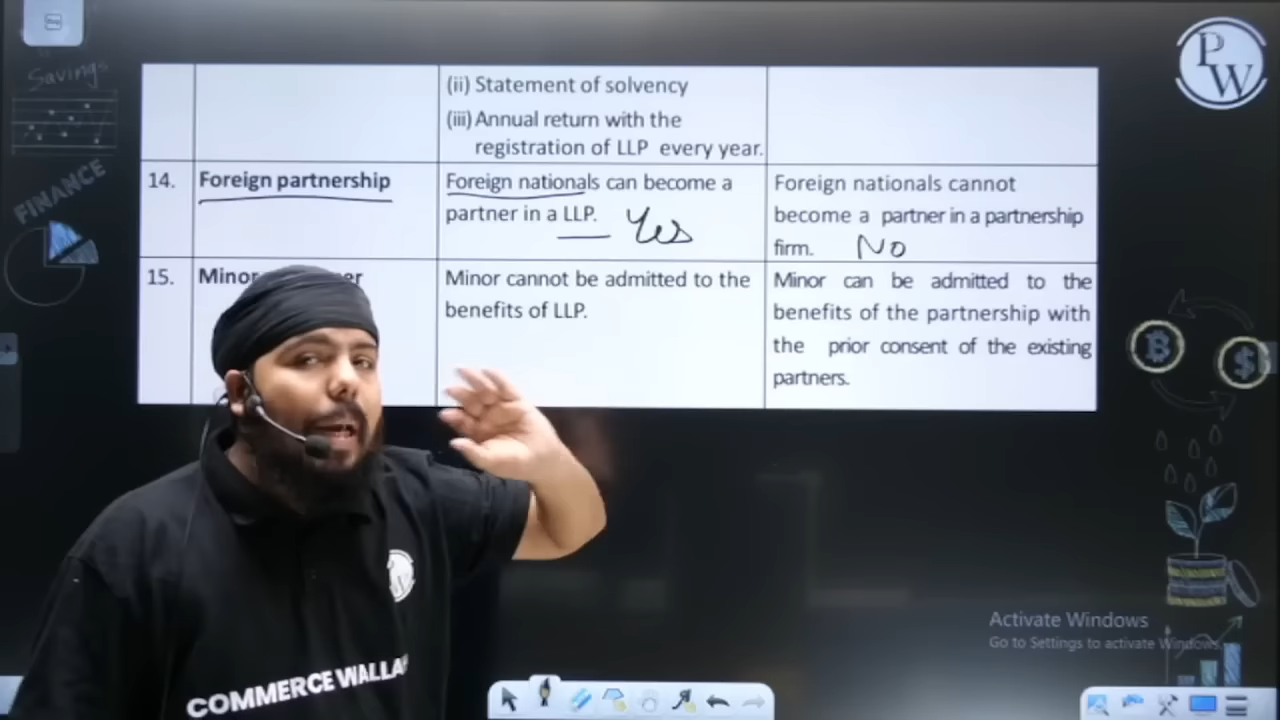 Savings
FINANCE
P
W
(ii) Statement of solvency
(iii) Annual return with the
registration of LLP every year.
14. Foreign partnership
Foreign nationals can become a
partner in a LLP. Yes
Foreign nationals cannot
become a partner in a partnership
firm. No
15. Minor
er
Minor cannot be admitted to the
benefits of LLP.
Minor can be admitted to the
benefits of the partnership with
the prior consent of the existing
partners.
B
$
COMMERCE WALLA
Activate Windows
Go to Settings to activate Windows.